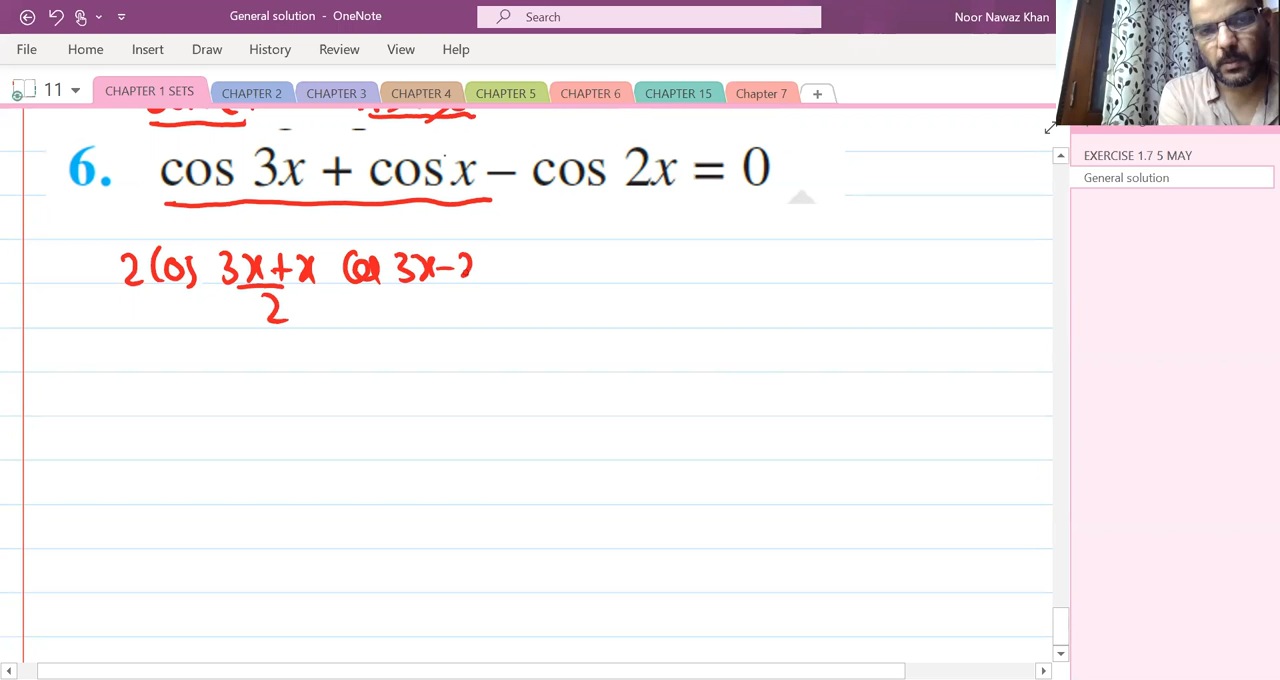 General solution - OneNote
Search
Noor Nawaz Khan
File Home Insert Draw History Review View Help
11 CHAPTER 1 SETS CHAPTER 2 CHAPTER 3 CHAPTER 4 CHAPTER 5 CHAPTER 6 CHAPTER 15 Chapter 7 +
EXERCISE 1.7 5 MAY
General solution
6. cos 3x + cos x – cos 2x = 0
2 Cos 3x+x Cos 3x-
2